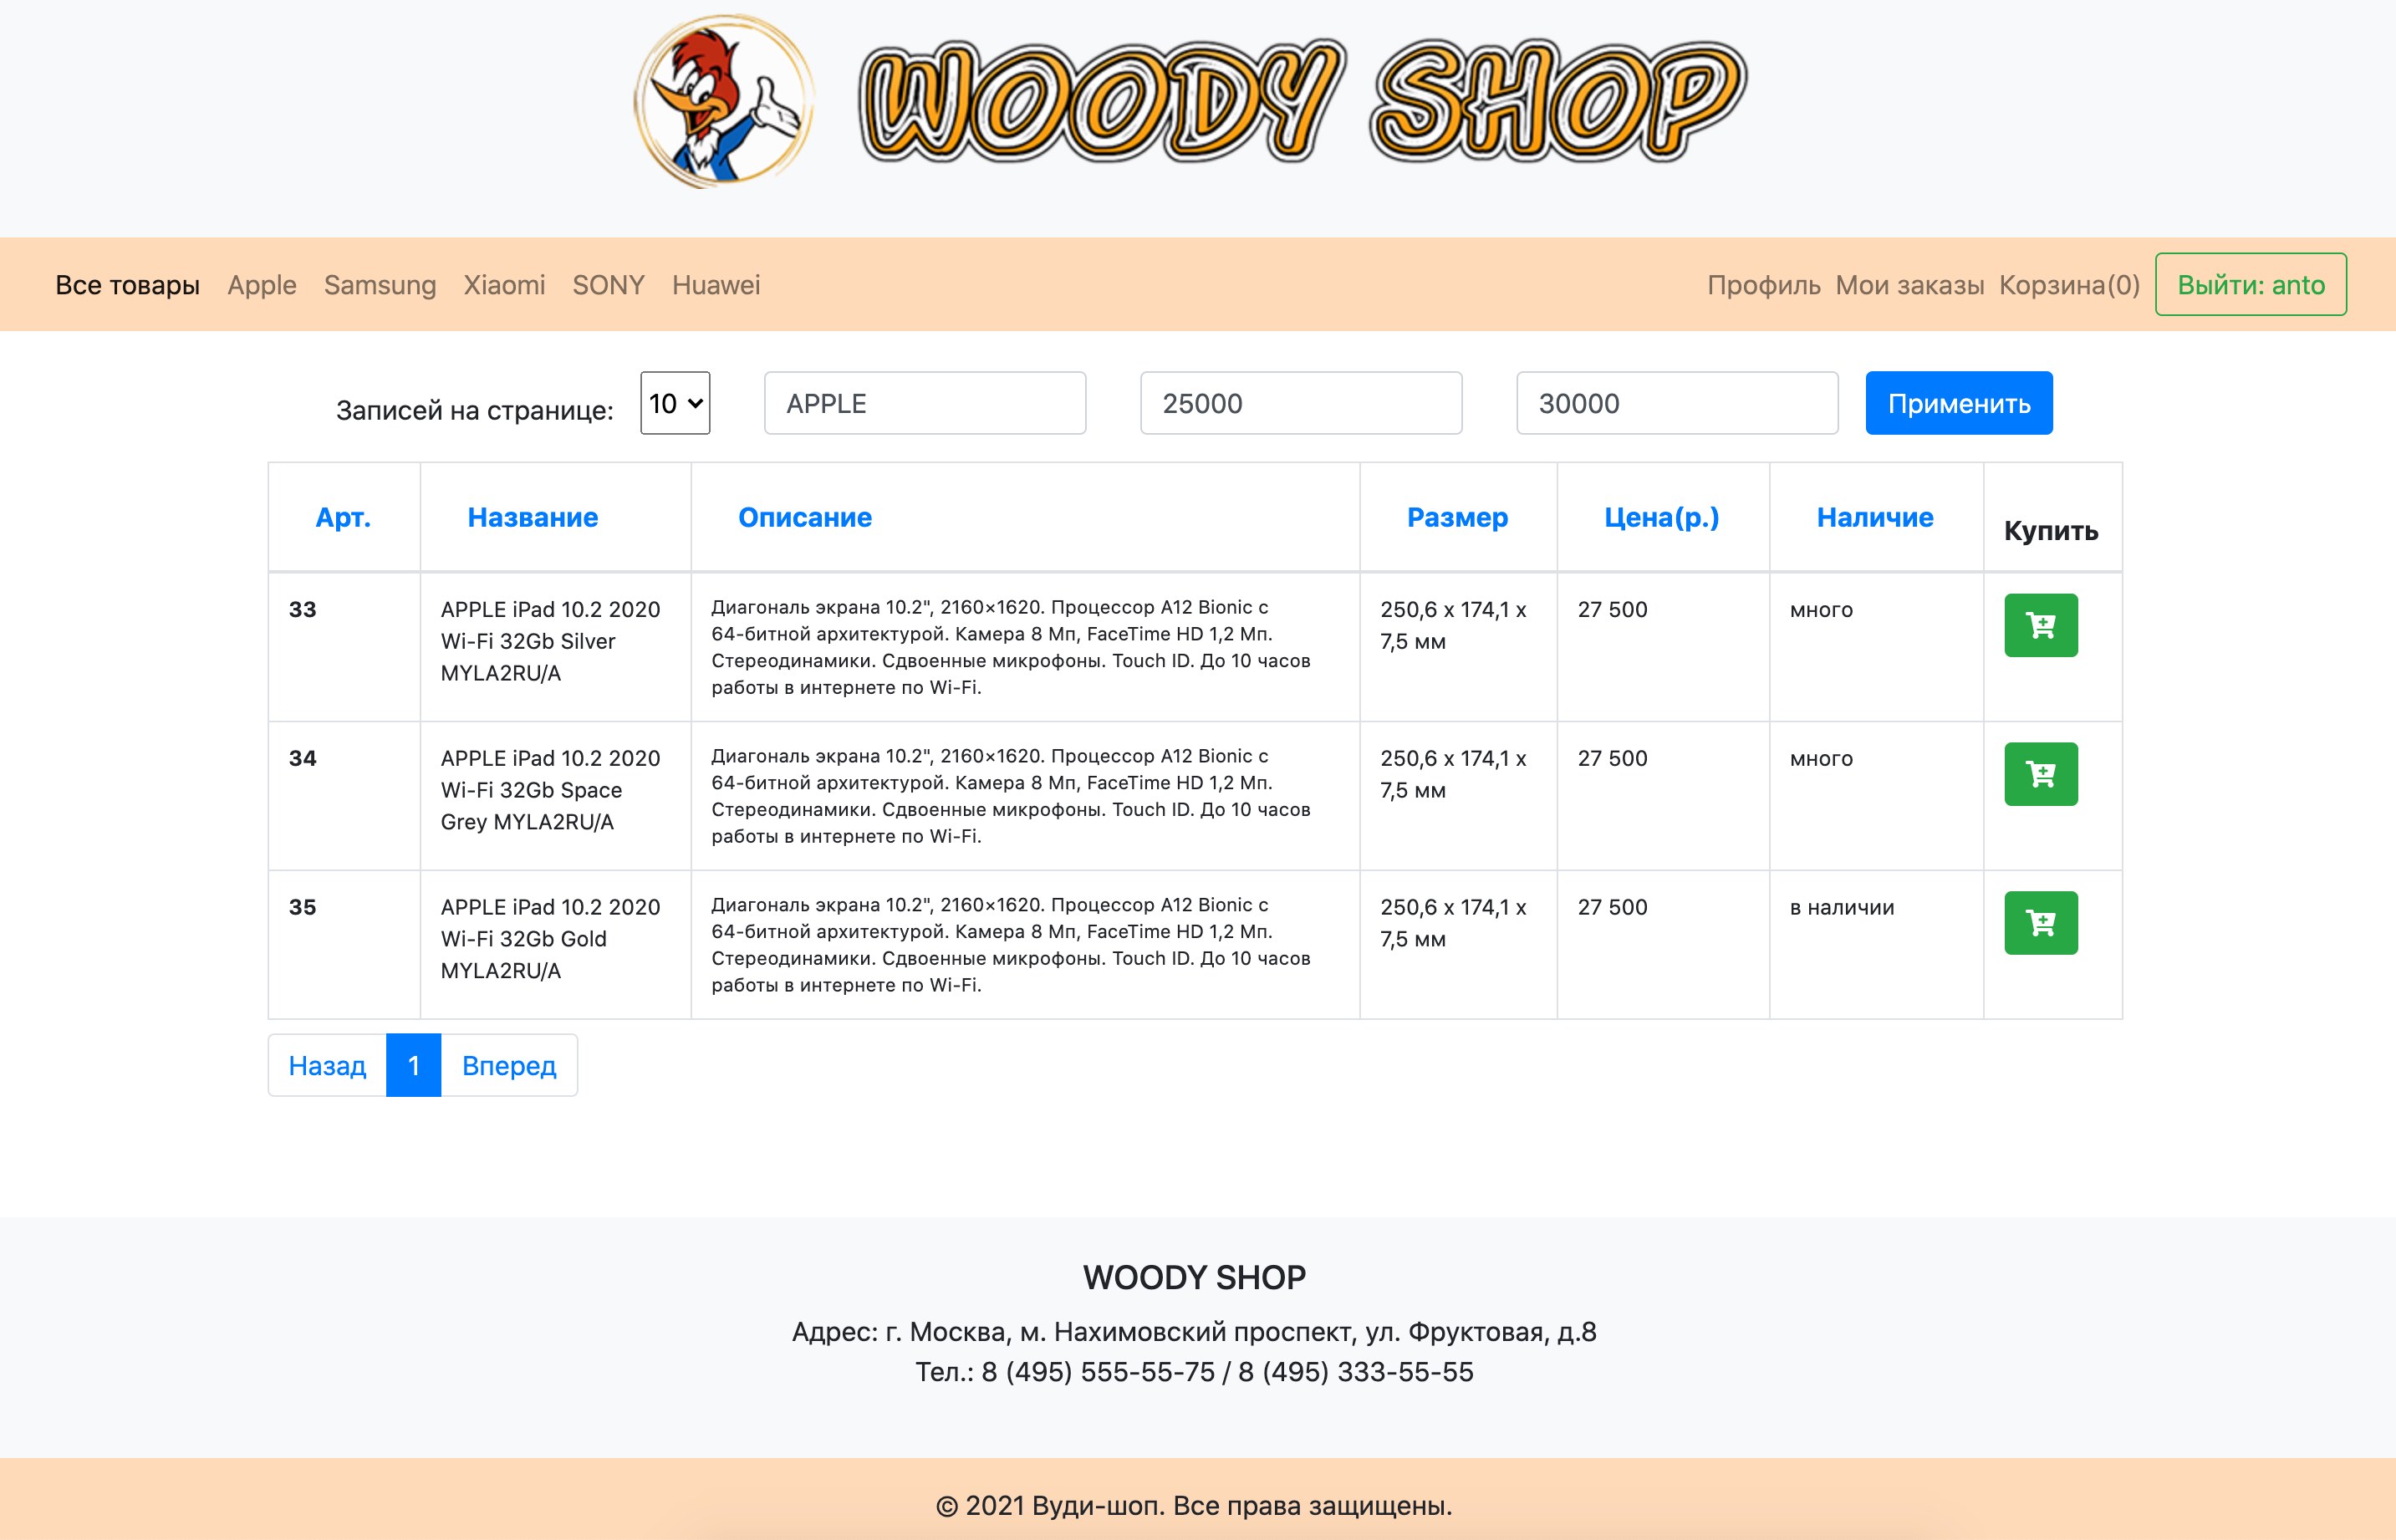 WOODY SHOP
Все товары Apple Samsung Xiaomi SONY Huawei Профиль Мои заказы Корзина(0) Выйти: anto
Записей на странице: 10 APPLE 25000 30000 Применить
Арт. Название Описание Размер Цена(р.) Наличие Купить
33
APPLE iPad 10.2 2020
Wi-Fi 32Gb Silver
MYLA2RU/A
Диагональ экрана 10.2", 2160×1620. Процессор A12 Bionic с
64-битной архитектурой. Камера 8 Мп, FaceTime HD 1,2 Мп.
Стереодинамики. Сдвоенные микрофоны. Touch ID. До 10 часов
работы в интернете по Wi-Fi.
250,6 x 174,1 x
7,5 мм
27 500
много
34
APPLE iPad 10.2 2020
Wi-Fi 32Gb Space
Grey MYLA2RU/A
Диагональ экрана 10.2", 2160×1620. Процессор A12 Bionic с
64-битной архитектурой. Камера 8 Мп, FaceTime HD 1,2 Мп.
Стереодинамики. Сдвоенные микрофоны. Touch ID. До 10 часов
работы в интернете по Wi-Fi.
250,6 x 174,1 x
7,5 мм
27 500
много
35
APPLE iPad 10.2 2020
Wi-Fi 32Gb Gold
MYLA2RU/A
Диагональ экрана 10.2", 2160×1620. Процессор A12 Bionic с
64-битной архитектурой. Камера 8 Мп, FaceTime HD 1,2 Мп.
Стереодинамики. Сдвоенные микрофоны. Touch ID. До 10 часов
работы в интернете по Wi-Fi.
250,6 x 174,1 x
7,5 мм
27 500
в наличии
Назад 1 Вперед
WOODY SHOP
Адрес: г. Москва, м. Нахимовский проспект, ул. Фруктовая, д.8
Тел.: 8 (495) 555-55-75 / 8 (495) 333-55-55
© 2021 Вуди-шоп. Все права защищены.